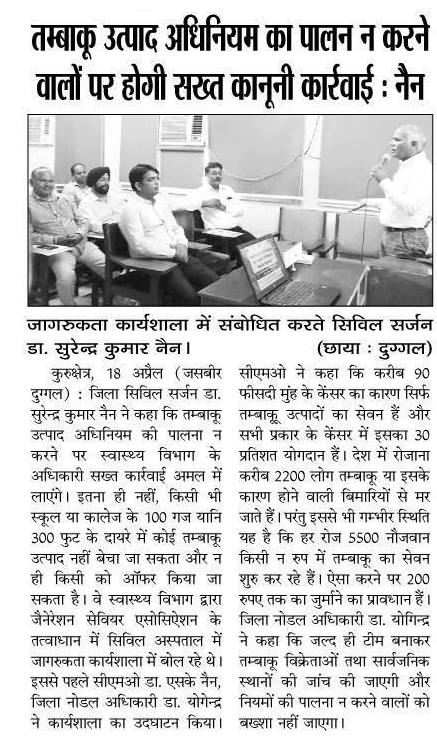 तम्बाकू उत्पाद अधिनियम का पालन न करने
वालों पर होगी सख्त कानूनी कार्रवाई : नैन
जागरुकता कार्यशाला में संबोधित करते सिविल सर्जन
डा. सुरेन्द्र कुमार नैन। (छाया : दुग्गल)
कुरुक्षेत्र, 18 अप्रैल (जसबीर
दुग्गल) : जिला सिविल सर्जन डा.
सुरेन्द्र कुमार नैन ने कहा कि तम्बाकू
उत्पाद अधिनियम की पालना न
करने पर स्वास्थ्य विभाग के
अधिकारी सख्त कार्रवाई अमल में
लाएंगे। इतना ही नहीं, किसी भी
स्कूल या कालेज के 100 गज यानि
300 फुट के दायरे में कोई तम्बाकू
उत्पाद नहीं बेचा जा सकता और न
ही किसी को ऑफर किया जा
सकता है। वे स्वास्थ्य विभाग द्वारा
जैनेरेशन सेवियर एसोसिऐशन के
तत्वाधान में सिविल अस्पताल में
जागरुकता कार्यशाला में बोल रहे थे।
इससे पहले सीएमओ डा. एसके नैन,
जिला नोडल अधिकारी डा. योगेन्द्र
ने कार्यशाला का उदघाटन किया।
सीएमओ ने कहा कि करीब 90
फीसदी मुंह के केंसर का कारण सिर्फ
तम्बाकू उत्पादों का सेवन हैं और
सभी प्रकार के केंसर में इसका 30
प्रतिशत योगदान हैं। देश में रोजाना
करीब 2200 लोग तम्बाकू या इसके
कारण होने वाली बिमारियों से मर
जाते हैं। परंतु इससे भी गम्भीर स्थिति
यह है कि हर रोज 5500 नौजवान
किसी न रुप में तम्बाकू का सेवन
शुरु कर रहे हैं। ऐसा करने पर 200
रुपए तक का जुर्माने का प्रावधान हैं।
जिला नोडल अधिकारी डा. योगिन्द्र
ने कहा कि जल्द ही टीम बनाकर
तम्बाकू विक्रेताओं तथा सार्वजनिक
स्थानों की जांच की जाएगी और
नियमों की पालना न करने वालों को
बख्शा नहीं जाएगा।